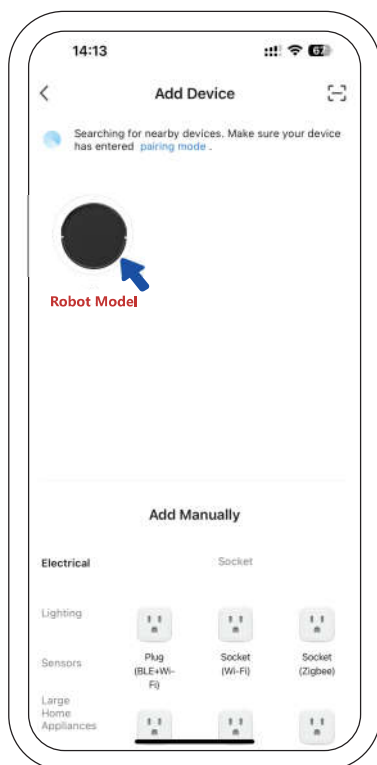 14:13
67
Add Device
Searching for nearby devices. Make sure your device
has entered pairing mode .
Robot Model
Add Manually
Electrical
Socket
Lighting
Plug
(BLE+Wi-
Fi)
Socket
(Wi-Fi)
Socket
(Zigbee)
Sensors
Large
Home
Appliances